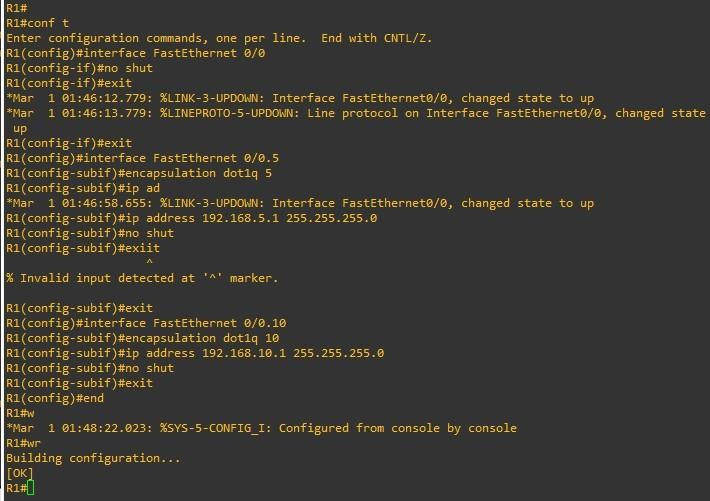 R1#
R1#conf t
Enter configuration commands, one per line.  End with CNTL/Z.
R1(config)#interface FastEthernet 0/0
R1(config-if)#no shut
R1(config-if)#exit
*Mar  1 01:46:12.779: %LINK-3-UPDOWN: Interface FastEthernet0/0, changed state to up
*Mar  1 01:46:13.779: %LINEPROTO-5-UPDOWN: Line protocol on Interface FastEthernet0/0, changed state
 up
R1(config-if)#exit
R1(config)#interface FastEthernet 0/0.5
R1(config-subif)#encapsulation dot1q 5
R1(config-subif)#ip ad
*Mar  1 01:46:58.655: %LINK-3-UPDOWN: Interface FastEthernet0/0, changed state to up
R1(config-subif)#ip address 192.168.5.1 255.255.255.0
R1(config-subif)#no shut
R1(config-subif)#exiit
                     ^
% Invalid input detected at '^' marker.

R1(config-subif)#exit
R1(config)#interface FastEthernet 0/0.10
R1(config-subif)#encapsulation dot1q 10
R1(config-subif)#ip address 192.168.10.1 255.255.255.0
R1(config-subif)#no shut
R1(config-subif)#exit
R1(config)#end
R1#w
*Mar  1 01:48:22.023: %SYS-5-CONFIG_I: Configured from console by console
R1#wr
Building configuration...
[OK]
R1#